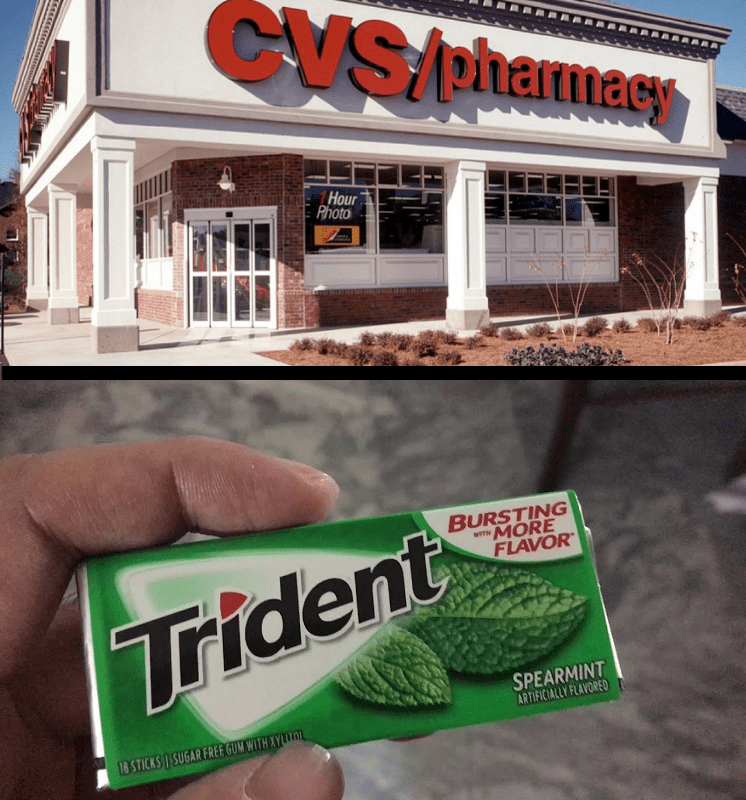 CVS/pharmacy
1 Hour
Photo
BURSTING
WITH MORE
FLAVOR*
Trident
SPEARMINT
ARTIFICIALLY FLAVORED
18 STICKS | SUGAR FREE GUM WITH XYLITOL